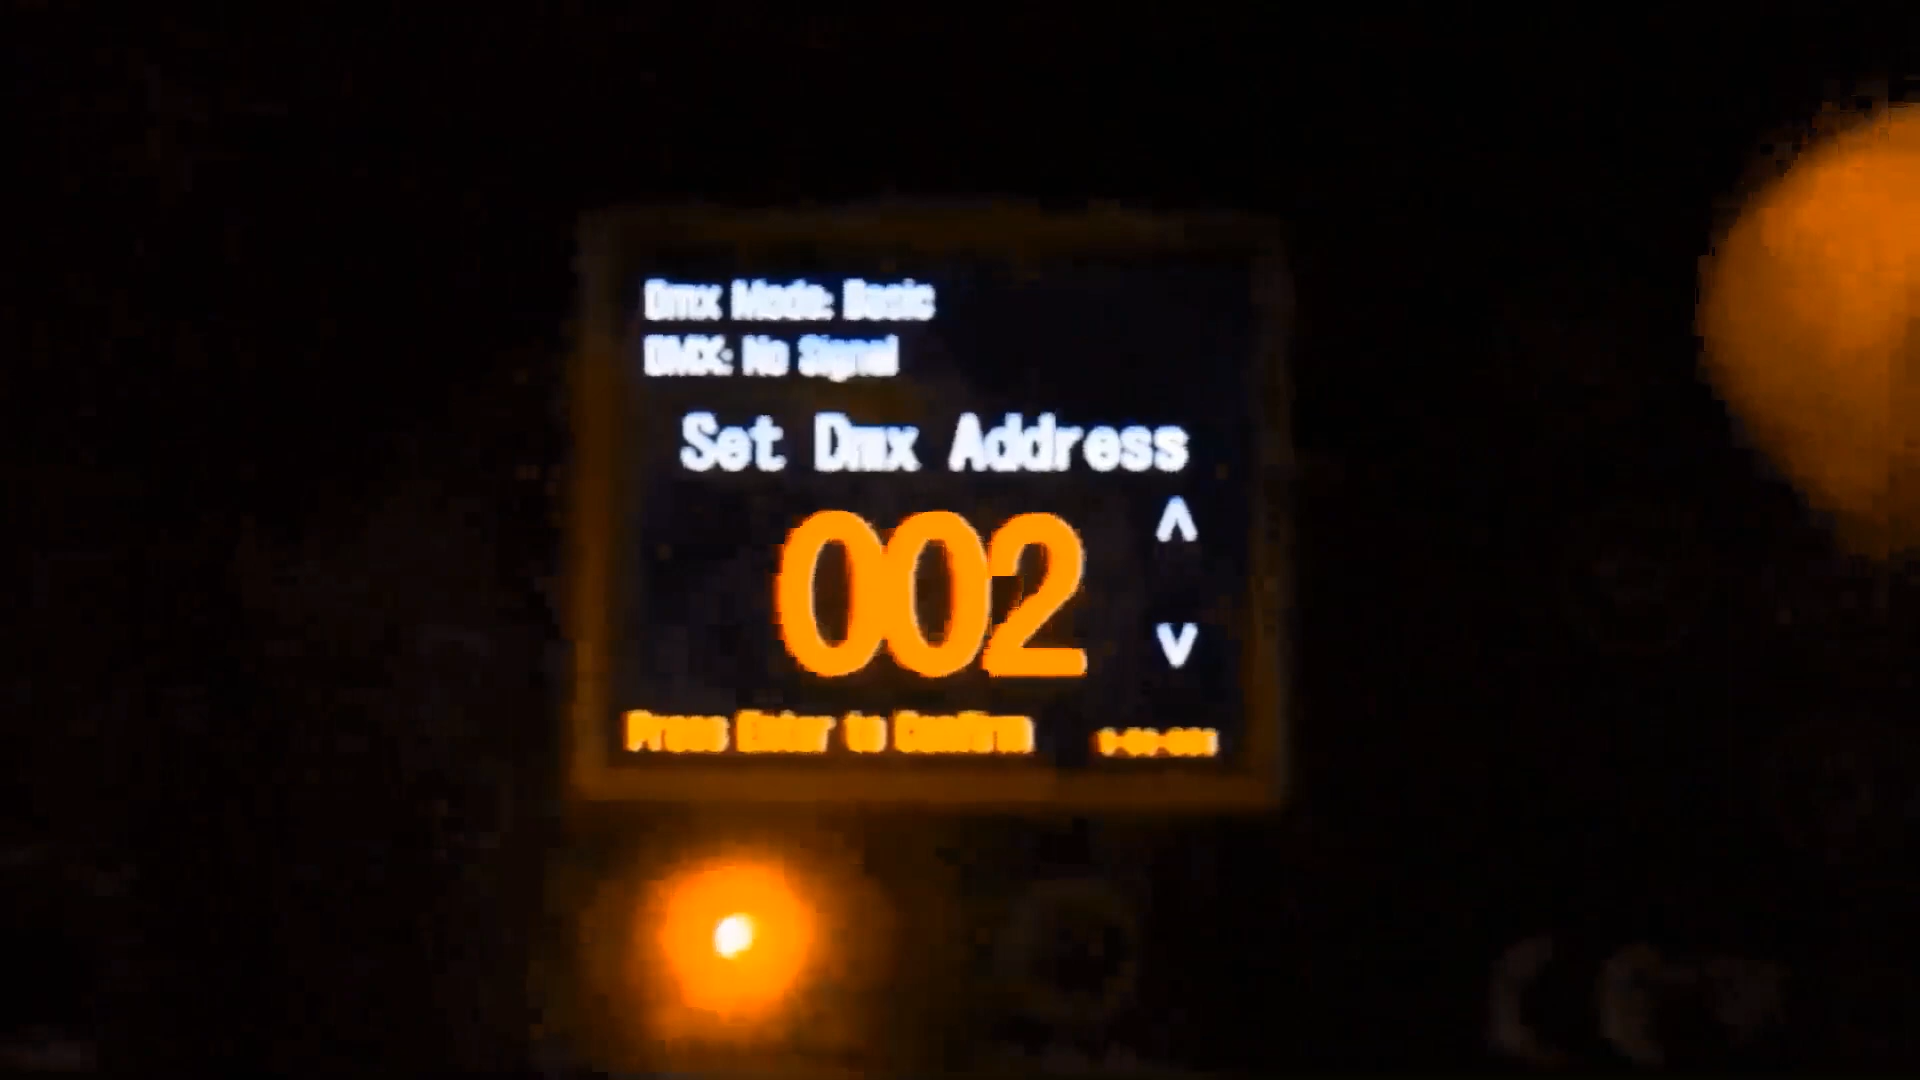 Dmx Mode: Basic
DMX: No Signal
Set Dmx Address
002
Press Enter to Confirm